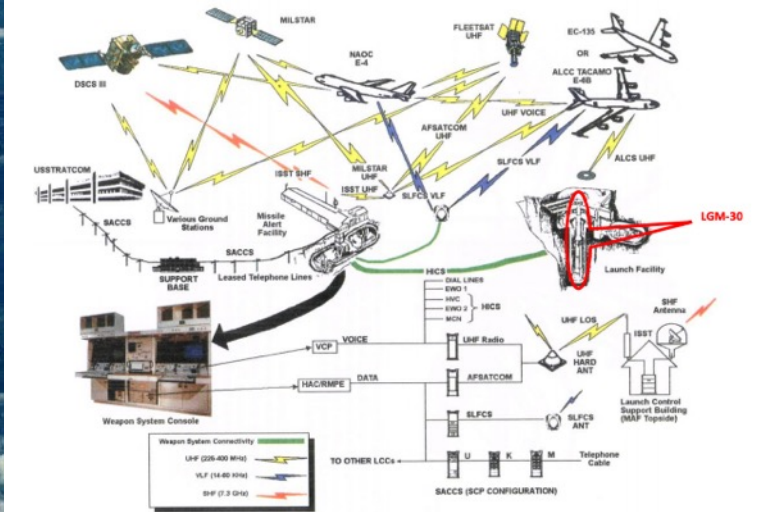 MILSTAR
FLEETSAT
UHF
EC-135
OR
NAOC
E-4
DSCS III
ALCC TACAMO
E-6B
UHF VOICE
AFSATCOM
UHF
ALCS UHF
SLFCS VLF
USSTRATCOM
ISST SHF
MILSTAR
UHF
ISST UHF
SLFCS VLF
LGM-30
SACCS
Various Ground
Stations
Missile
Alert
Facility
SACCS
Leased Telephone Lines
SUPPORT
BASE
Launch Facility
HICS
DIAL LINES
EWO 1
HVC
EWO 2
MCN
HICS
SHF
Antenna
UHF LOS
ISST
VOICE
VCP
UHF Radio
UHF
HARD
ANT
HAC/RMPE
DATA
AFSATCOM
Launch Control
Support Building
(MAF Topside)
Weapon System Console
SLFCS
SLFCS
ANT
Weapon System Connectivity
UHF (225-400 MHz)
VLF (14-60 KHz)
SHF (7.3 GHz)
TO OTHER LCCs
U
K
M
Telephone
Cable
SACCS (SCP CONFIGURATION)